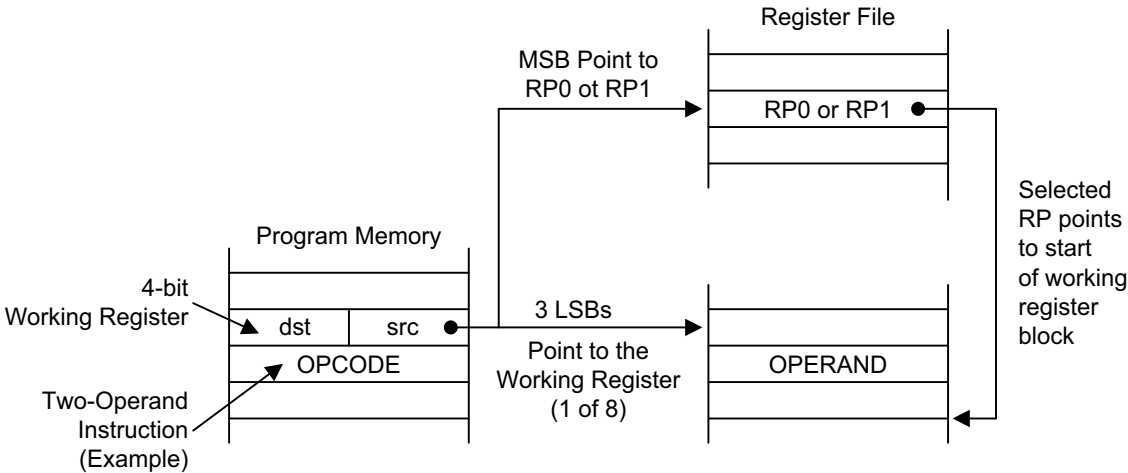 Register File
MSB Point to
RP0 ot RP1
RP0 or RP1
Selected
RP points
to start
of working
register
block
Program Memory
4-bit
Working Register
dst
src
3 LSBs
Point to the
Working Register
(1 of 8)
OPCODE
OPERAND
Two-Operand
Instruction
(Example)